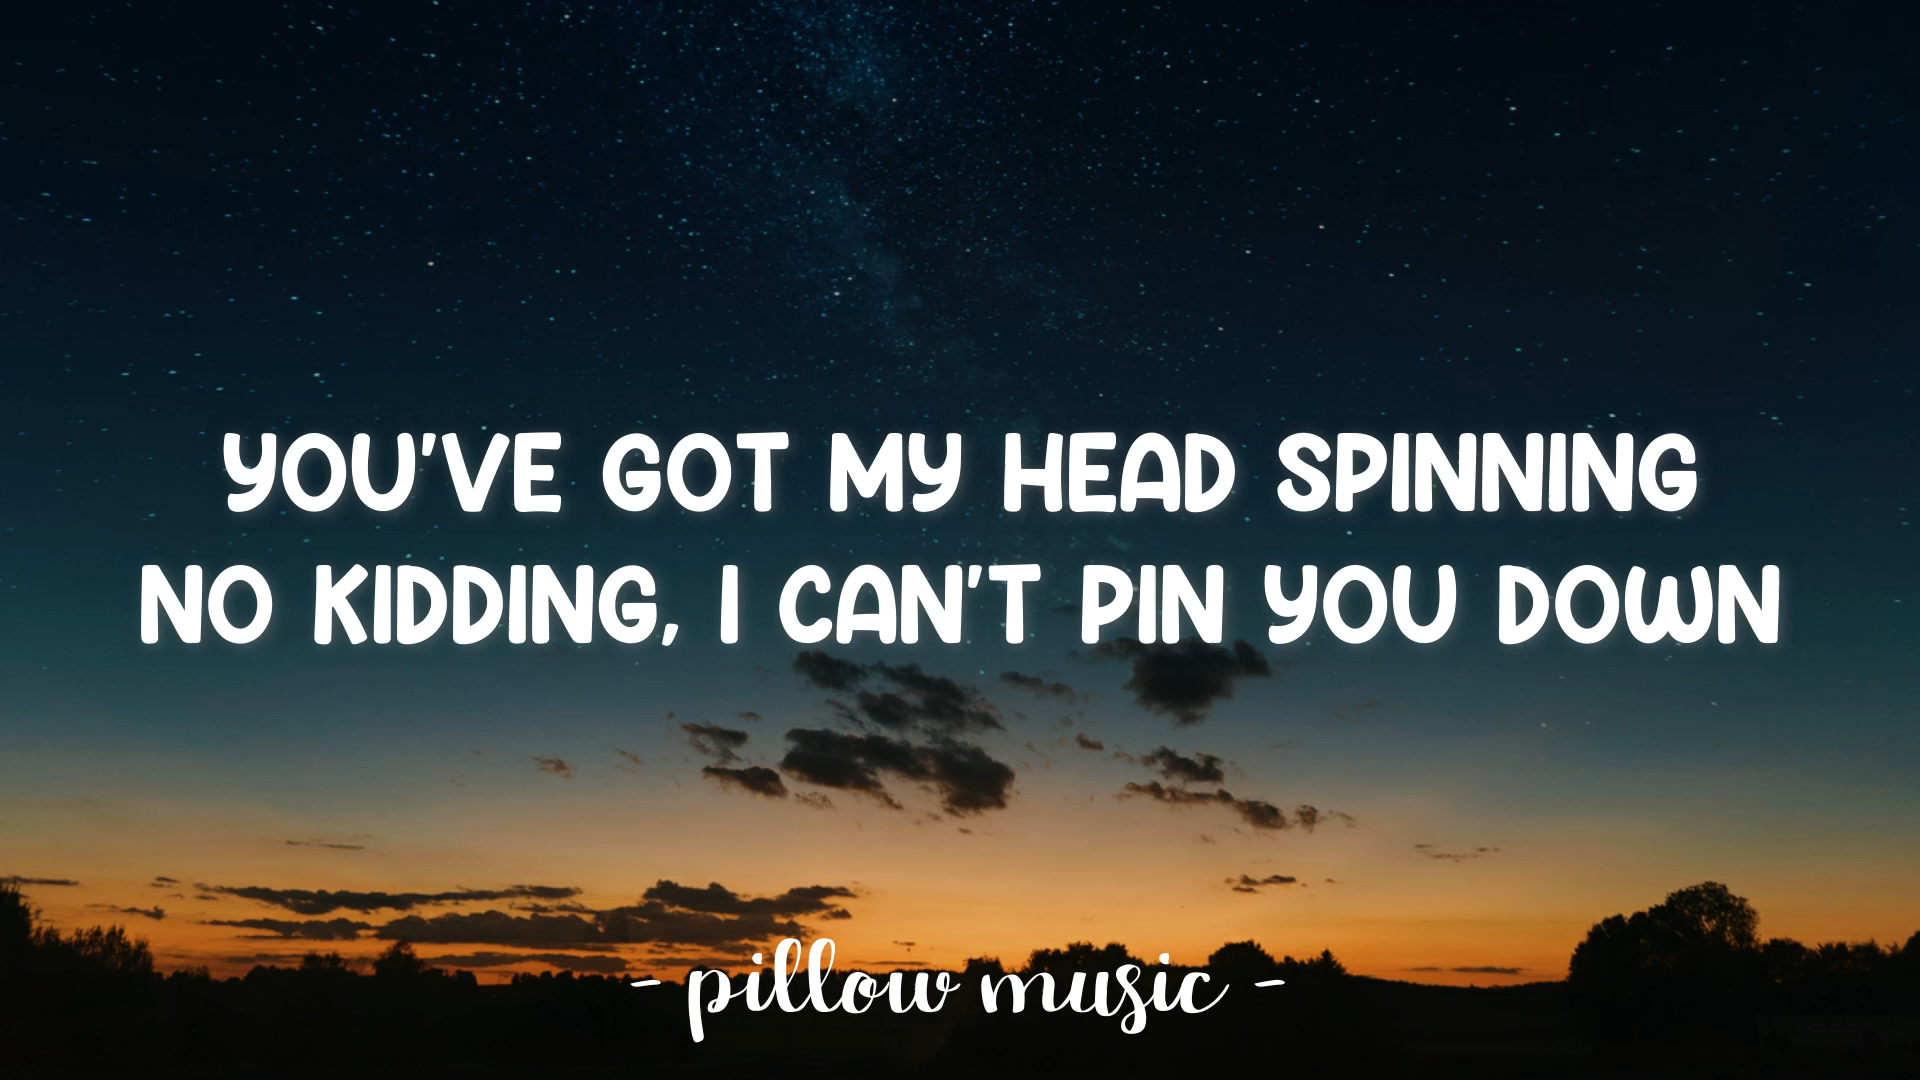 YOU'VE GOT MY HEAD SPINNING
NO KIDDING, I CAN'T PIN YOU DOWN
- pillow music -